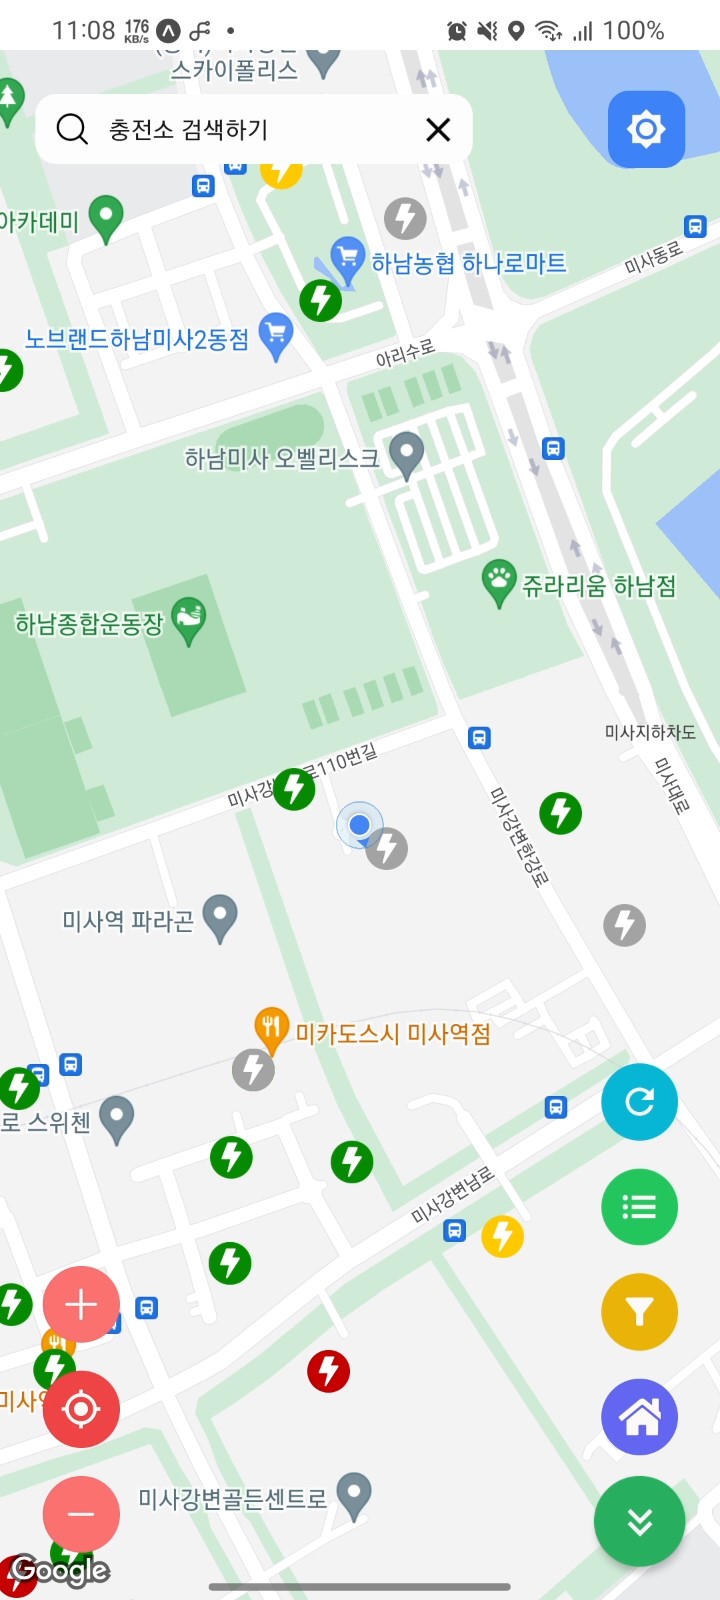 11:08 176 KB/s 100%
스카이폴리스
충전소 검색하기
아카데미
하남농협 하나로마트
미사동로
노브랜드하남미사2동점
아리수로
하남미사 오벨리스크
쥬라리움 하남점
하남종합운동장
미사지하차도
미사대로
로110번길
미사강변한강로
미사역 파라곤
미카도스시 미사역점
로 스위첸
미사강변남로
미사강변골든센트로
Google